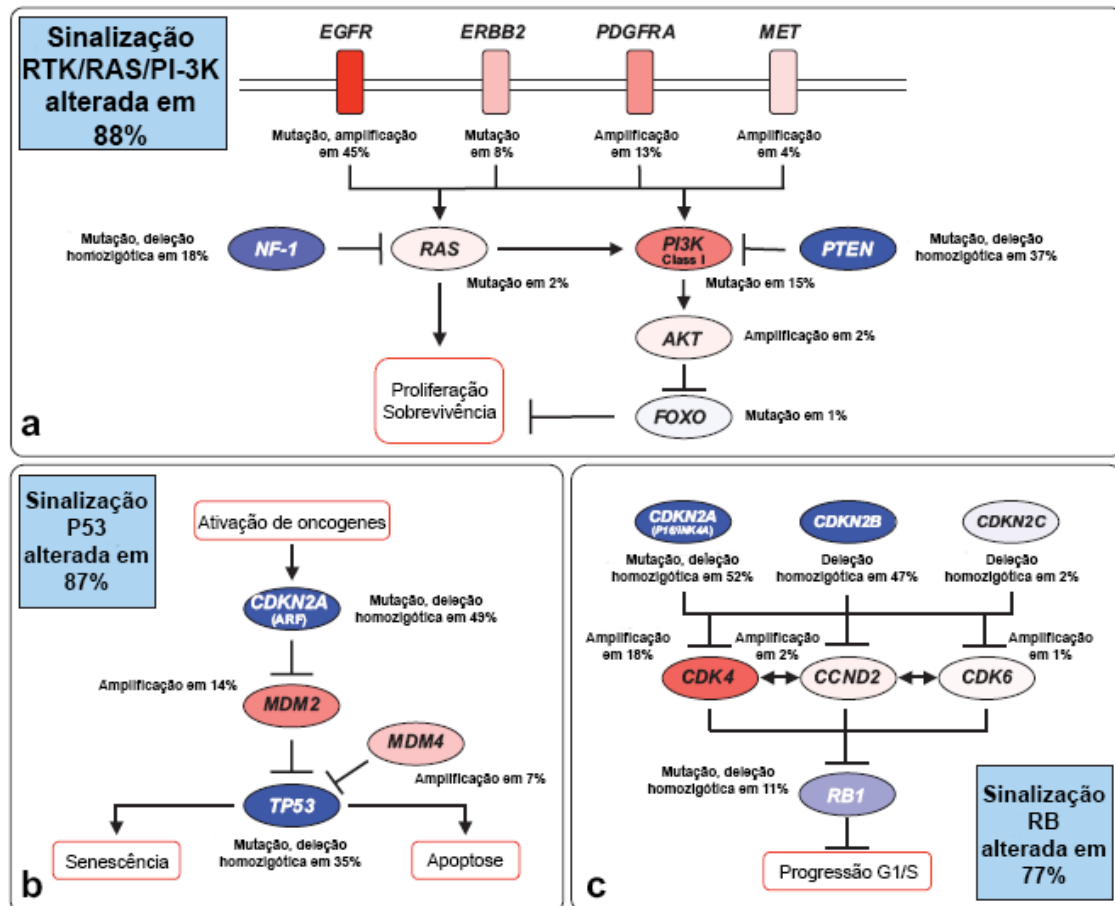 Sinalização
RTK/RAS/PI-3K
alterada em
88%
EGFR
ERBB2
PDGFRA
MET
Mutação, amplificação
em 45%
Mutação
em 8%
Amplificação
em 13%
Amplificação
em 4%
Mutação, deleção
homozigótica em 18%
NF-1
RAS
Mutação em 2%
PI3K
Class I
Mutação em 15%
PTEN
Mutação, deleção
homozigótica em 37%
AKT
Amplificação em 2%
Proliferação
Sobrevivência
FOXO
Mutação em 1%
a
Sinalização
P53
alterada em
87%
Ativação de oncogenes
CDKN2A
(ARF)
Mutação, deleção
homozigótica em 49%
Amplificação em 14%
MDM2
MDM4
Amplificação em 7%
TP53
Mutação, deleção
homozigótica em 35%
Senescência
Apoptose
b
CDKN2A
(P16/INK4A)
CDKN2B
CDKN2C
Mutação, deleção
homozigótica em 52%
Deleção
homozigótica em 47%
Deleção
homozigótica em 2%
Amplificação
em 18%
Amplificação
em 2%
Amplificação
em 1%
CDK4
CCND2
CDK6
Mutação, deleção
homozigótica em 11%
RB1
Progressão G1/S
Sinalização
RB
alterada em
77%
c